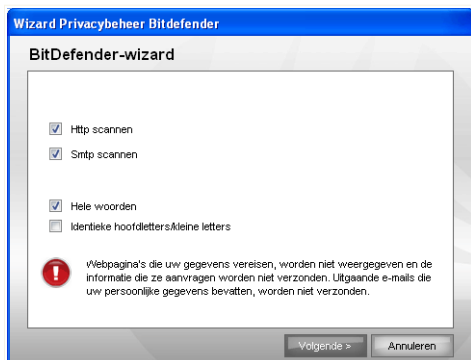 Wizard Privacybeheer Bitdefender
BitDefender-wizard
Http scannen
Smtp scannen
Hele woorden
Identieke hoofdletters/kleine letters
Webpagina's die uw gegevens vereisen, worden niet weergegeven en de
informatie die ze aanvragen worden niet verzonden. Uitgaande e-mails die
uw persoonlijke gegevens bevatten, worden niet verzonden.
Volgende >
Annuleren